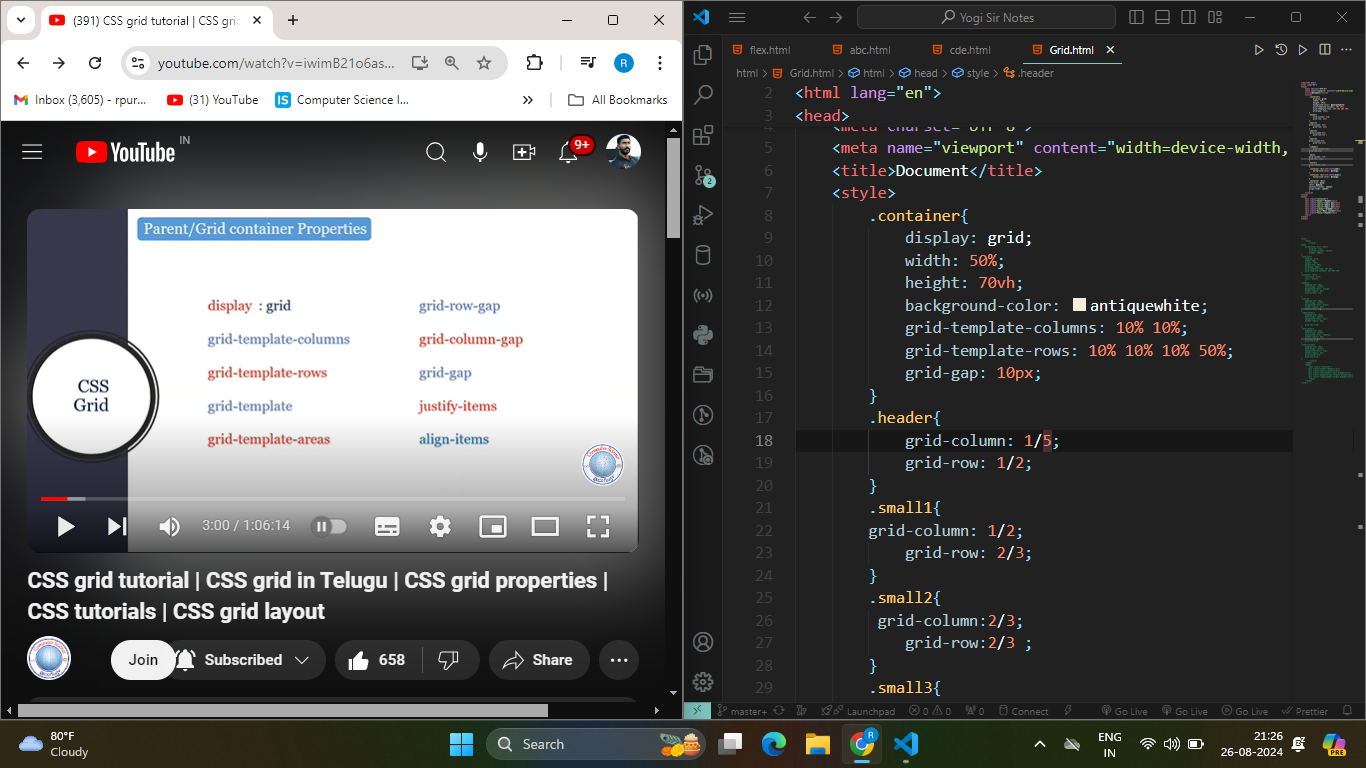 (391) CSS grid tutorial | CSS grid
youtube.com/watch?v=iwimB21o6as...
R
Inbox (3,605) - rpur...
(31) YouTube
Computer Science I...
All Bookmarks
YouTube IN
9+
Parent/Grid container Properties
display : grid
grid-row-gap
grid-template-columns
grid-column-gap
grid-template-rows
grid-gap
CSS
Grid
grid-template
justify-items
grid-template-areas
align-items
3:00 / 1:06:14
CSS grid tutorial | CSS grid in Telugu | CSS grid properties |
CSS tutorials | CSS grid layout
Join
Subscribed
658
Share
Yogi Sir Notes
flex.html
abc.html
cde.html
Grid.html
html > Grid.html > html > head > style > .header
2 <html lang="en">
3 <head>
4 <meta charset="UTF-8">
5 <meta name="viewport" content="width=device-width,
6 <title>Document</title>
7 <style>
8 .container{
9 display: grid;
10 width: 50%;
11 height: 70vh;
12 background-color: antiquewhite;
13 grid-template-columns: 10% 10%;
14 grid-template-rows: 10% 10% 10% 50%;
15 grid-gap: 10px;
16 }
17 .header{
18 grid-column: 1/5;
19 grid-row: 1/2;
20 }
21 .small1{
22 grid-column: 1/2;
23 grid-row: 2/3;
24 }
25 .small2{
26 grid-column:2/3;
27 grid-row:2/3 ;
28 }
29 .small3{
2
master+
Launchpad
0 0
0
Connect
Go Live
Go Live
Go Live
Prettier
80°F
Cloudy
Search
R
ENG
IN
21:26
26-08-2024
PRE